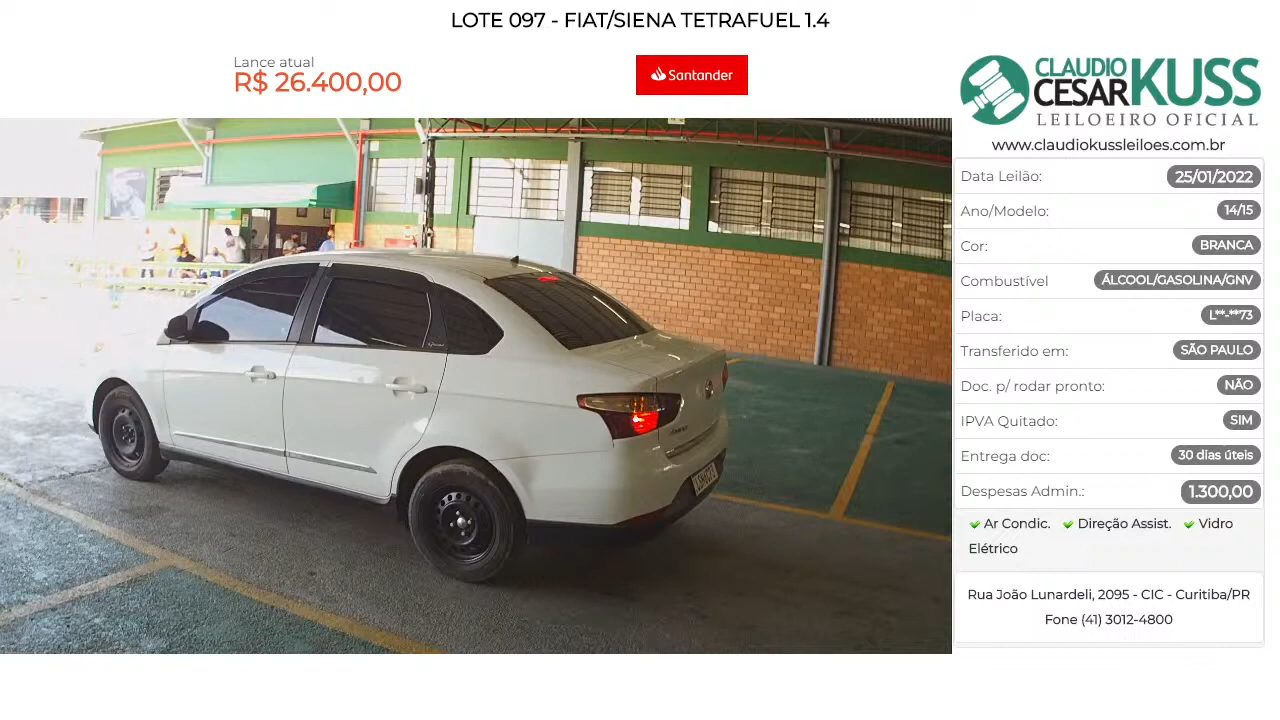 LOTE 097 - FIAT/SIENA TETRAFUEL 1.4
Lance atual
R$ 26.400,00
Santander
CLAUDIO CESAR KUSS
LEILOEIRO OFICIAL
www.claudiokussleiloes.com.br
Data Leilão: 25/01/2022
Ano/Modelo: 14/15
Cor: BRANCA
Combustível ÁLCOOL/GASOLINA/GNV
Placa: L**-**73
Transferido em: SÃO PAULO
Doc. p/ rodar pronto: NÃO
IPVA Quitado: SIM
Entrega doc: 30 dias úteis
Despesas Admin.: 1.300,00
Ar Condic. Direção Assist. Vidro
Elétrico
Rua João Lunardeli, 2095 - CIC - Curitiba/PR
Fone (41) 3012-4800